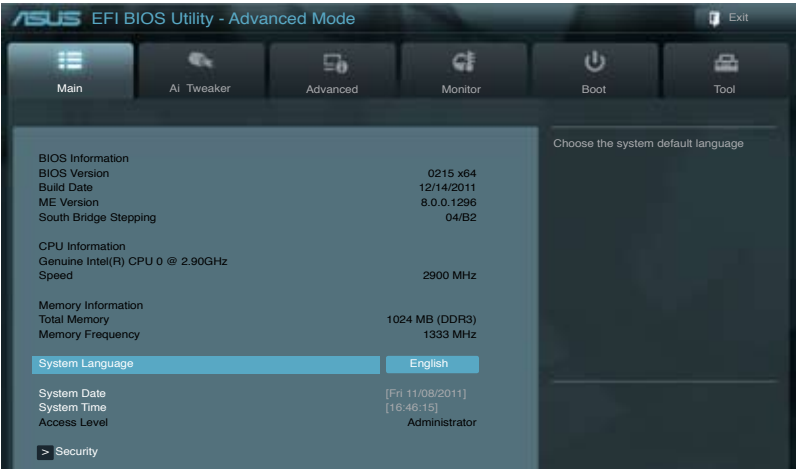 ASUS EFI BIOS Utility - Advanced Mode Exit
Main Ai Tweaker Advanced Monitor Boot Tool
Choose the system default language
BIOS Information
BIOS Version 0215 x64
Build Date 12/14/2011
ME Version 8.0.0.1296
South Bridge Stepping 04/B2
CPU Information
Genuine Intel(R) CPU 0 @ 2.90GHz
Speed 2900 MHz
Memory Information
Total Memory 1024 MB (DDR3)
Memory Frequency 1333 MHz
System Language English
System Date [Fri 11/08/2011]
System Time [16:46:15]
Access Level Administrator
> Security